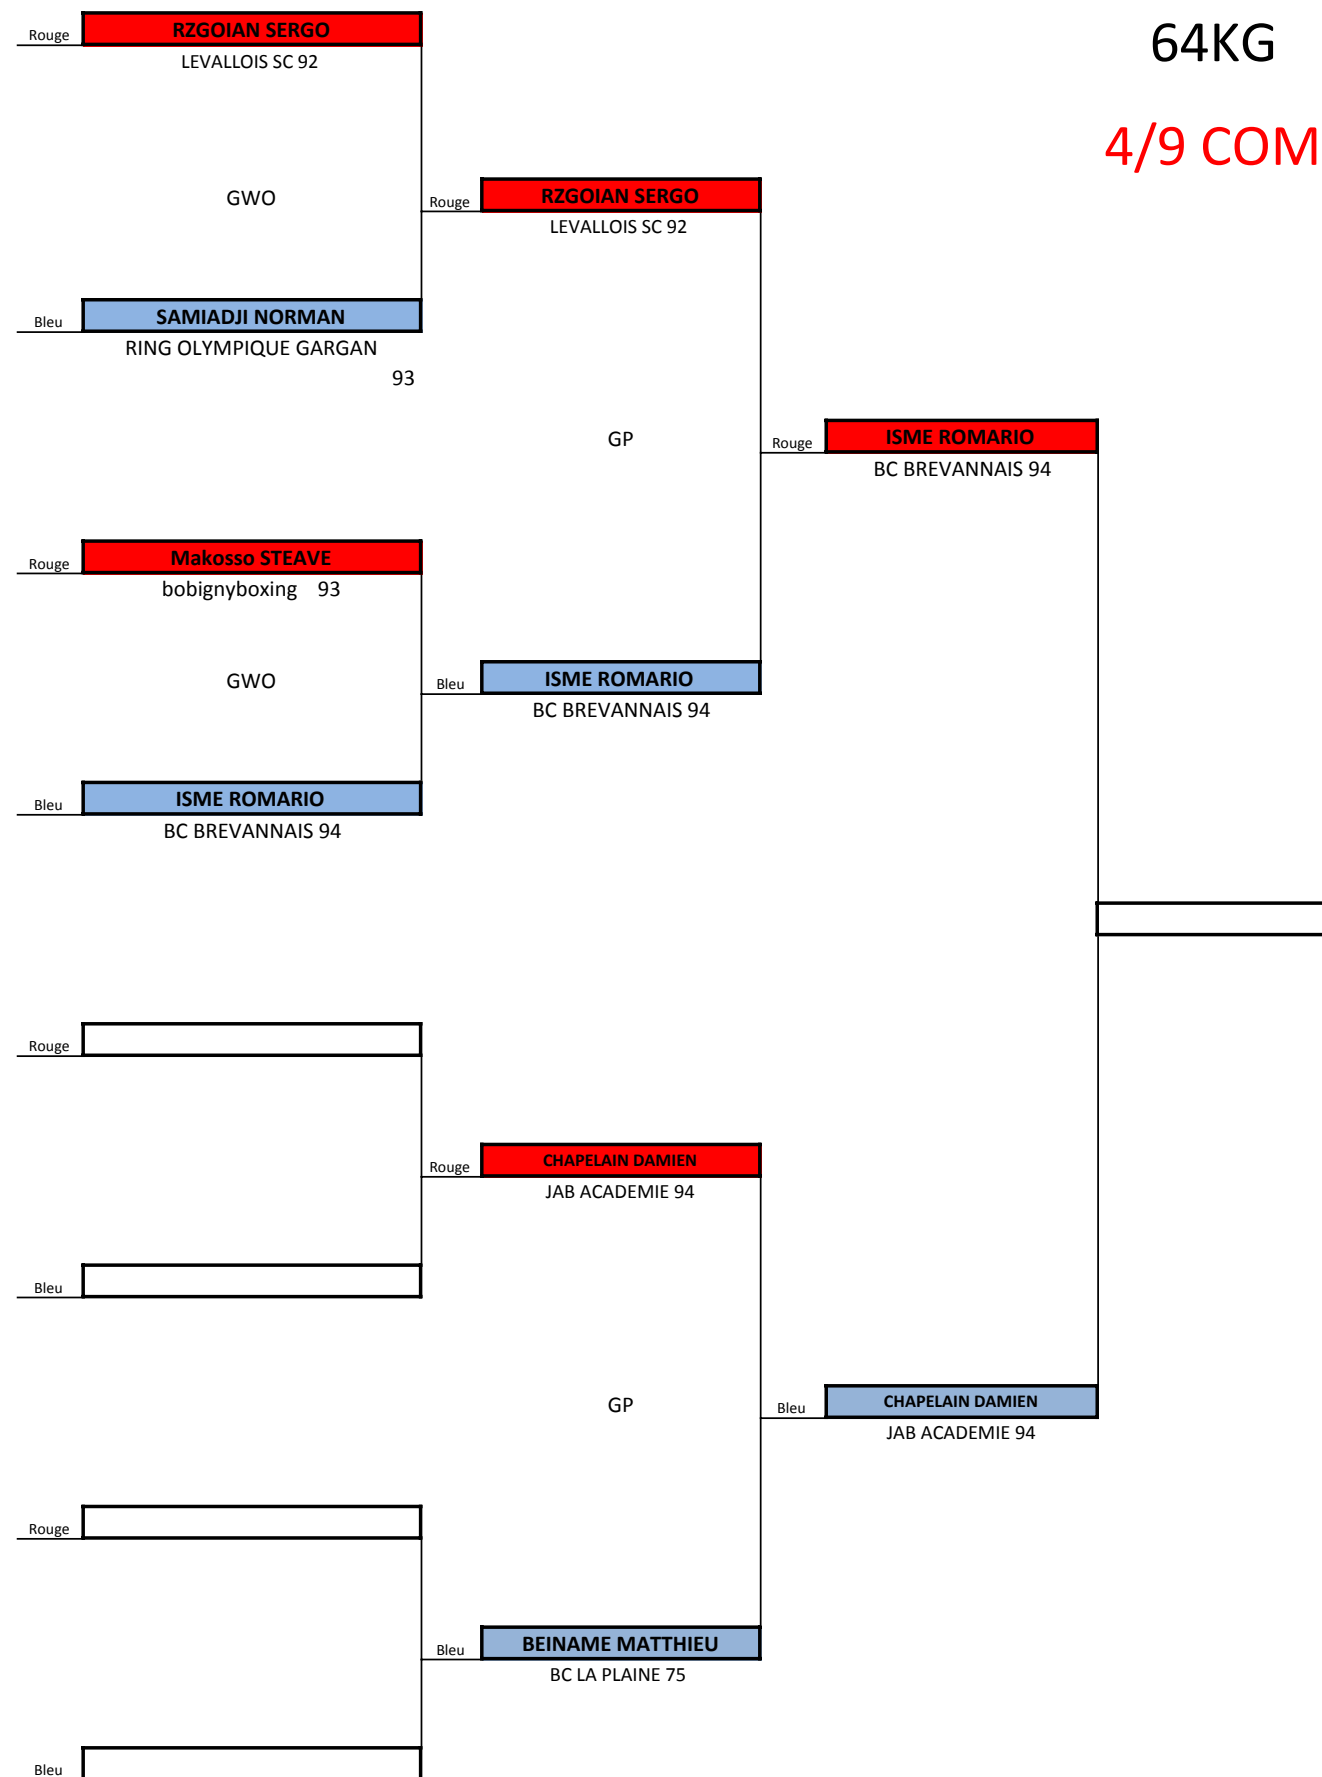 Rouge
RZGOIAN SERGO
64KG
LEVALLOIS SC 92
4/9 COM
GWO
Rouge
RZGOIAN SERGO
LEVALLOIS SC 92
Bleu
SAMIADJI NORMAN
RING OLYMPIQUE GARGAN
93
GP
Rouge
ISME ROMARIO
BC BREVANNAIS 94
Rouge
Makosso STEAVE
bobignyboxing 93
GWO
Bleu
ISME ROMARIO
BC BREVANNAIS 94
Bleu
ISME ROMARIO
BC BREVANNAIS 94
Rouge
Rouge
CHAPELAIN DAMIEN
JAB ACADEMIE 94
Bleu
GP
Bleu
CHAPELAIN DAMIEN
JAB ACADEMIE 94
Rouge
Bleu
BEINAME MATTHIEU
BC LA PLAINE 75
Bleu